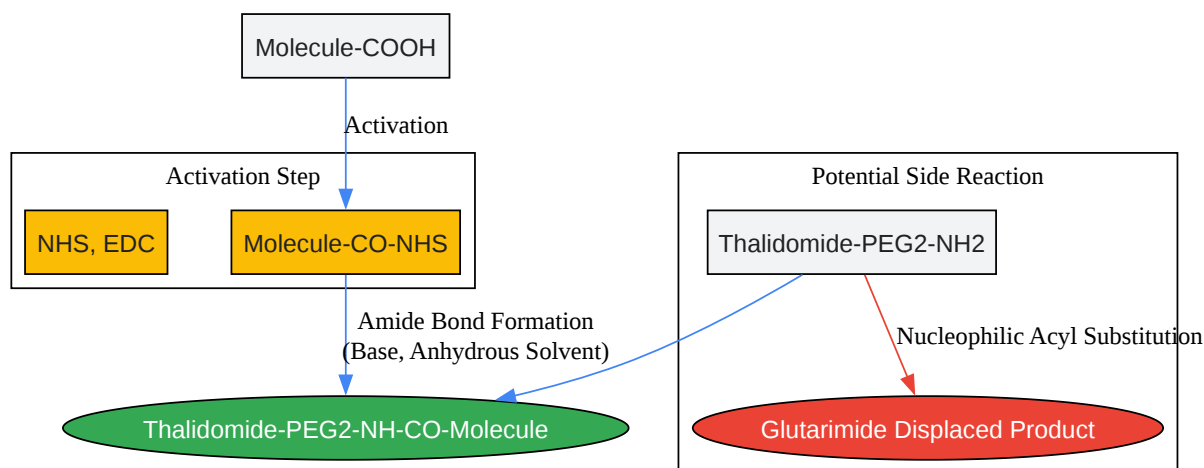 Molecule-COOH
Activation
Activation Step
Potential Side Reaction
NHS, EDC
Molecule-CO-NHS
Thalidomide-PEG2-NH2
Amide Bond Formation
(Base, Anhydrous Solvent)
Nucleophilic Acyl Substitution
Thalidomide-PEG2-NH-CO-Molecule
Glutarimide Displaced Product